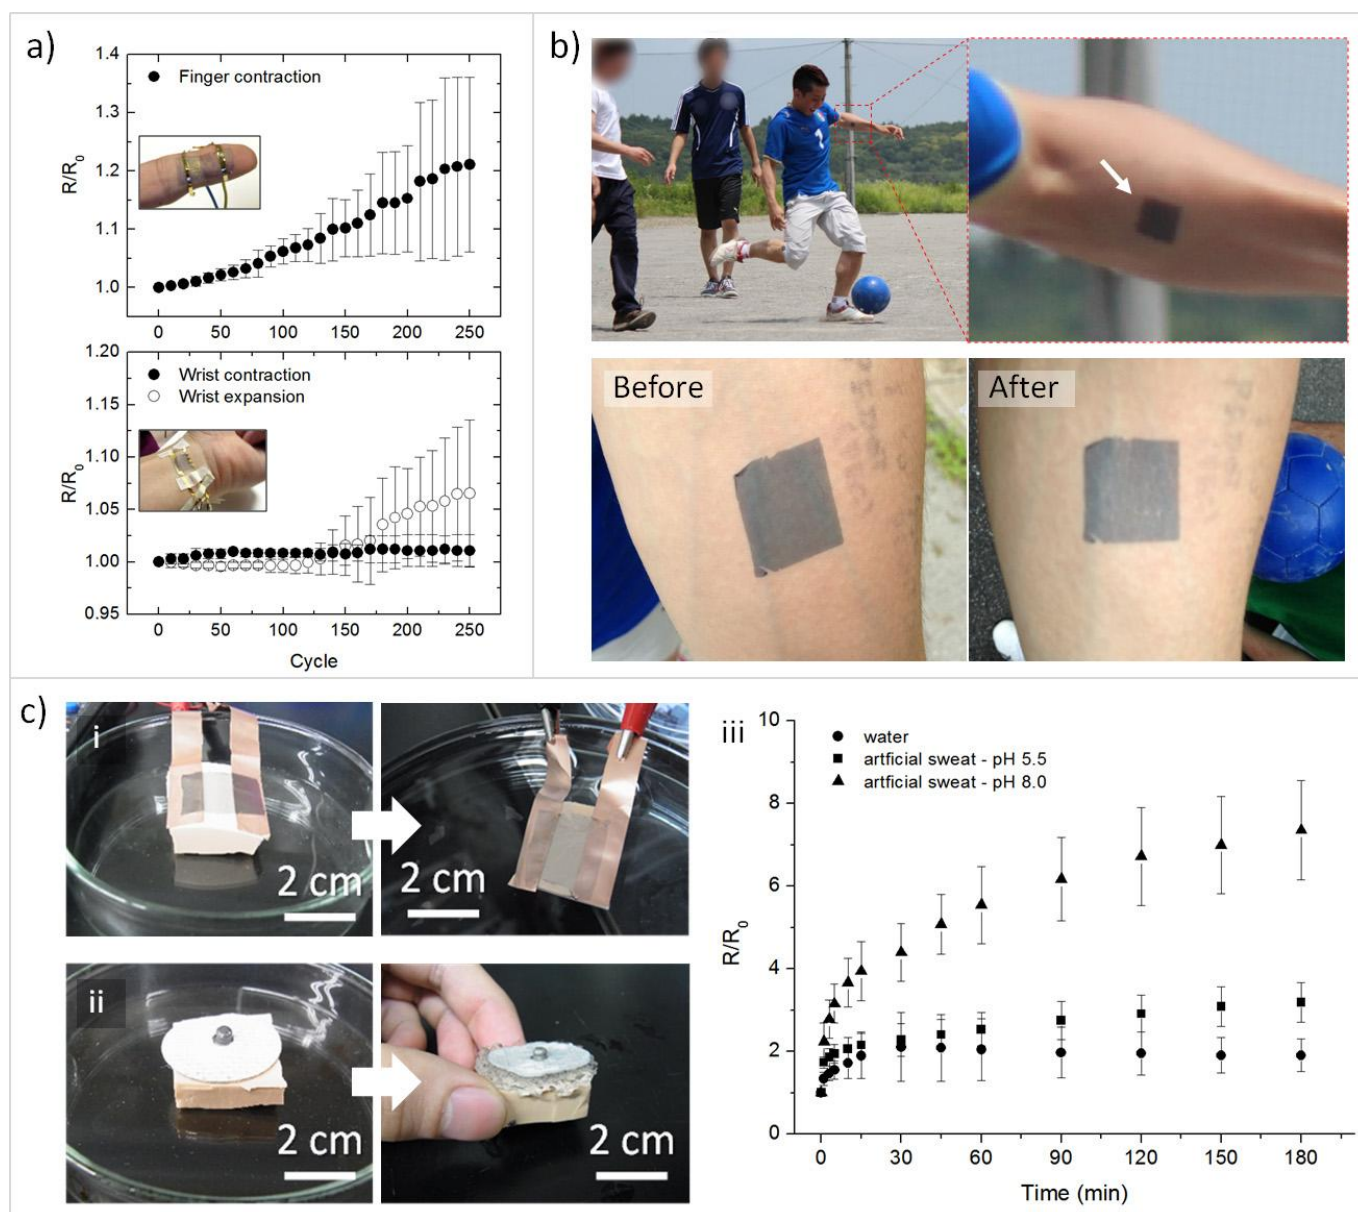 a)
1.4
1.3
1.2
1.1
1.0
R/R0
Finger contraction
0 50 100 150 200 250
1.20
1.15
1.10
1.05
1.00
0.95
R/R0
Wrist contraction
Wrist expansion
0 50 100 150 200 250
Cycle
b)
Before
After
c)
i
2 cm
2 cm
ii
2 cm
2 cm
iii
10
8
6
4
2
0
R/R0
water
artficial sweat - pH 5.5
artficial sweat - pH 8.0
0 30 60 90 120 150 180
Time (min)